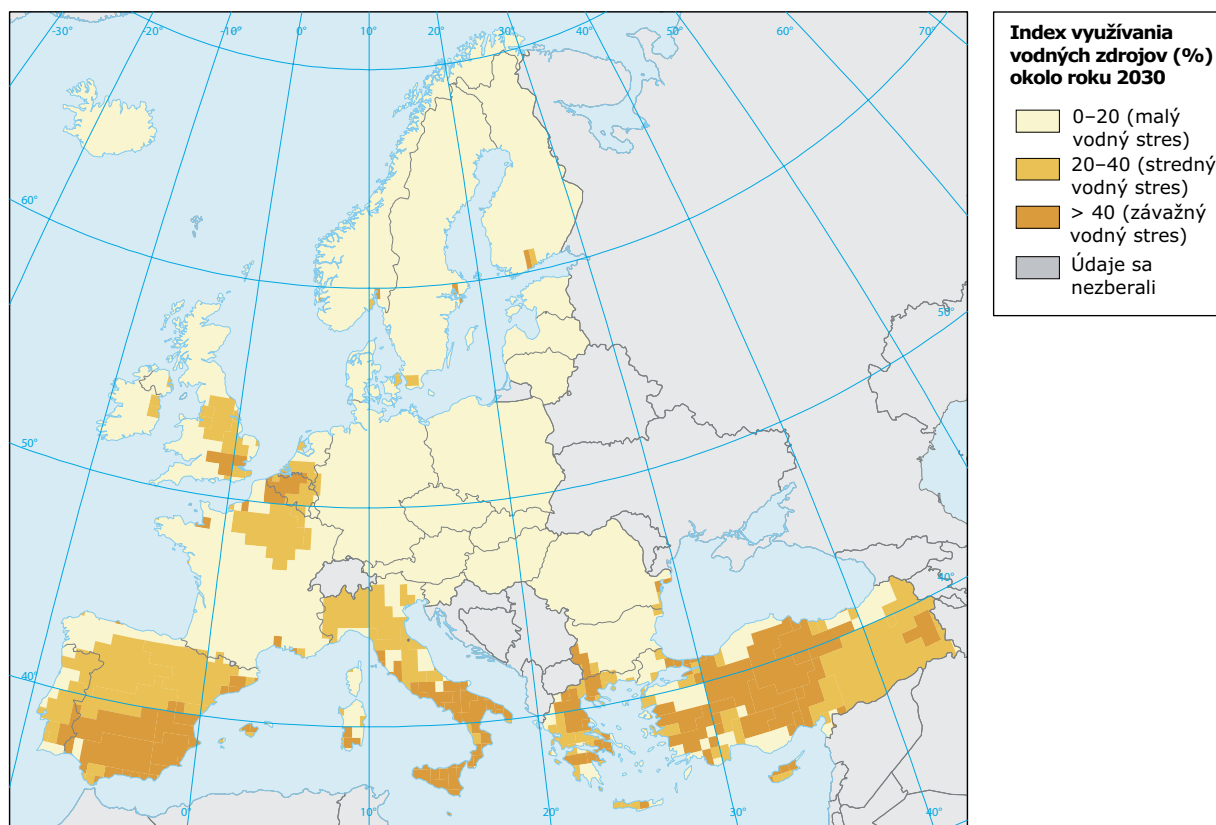 -30°
-20°
-10°
0°
10°
20°
30°
40°
50°
60°
70°
60°
50°
50°
40°
40°
0°
10°
20°
30°
40°
Index využívania
vodných zdrojov (%)
okolo roku 2030
0–20 (malý
vodný stres)
20–40 (stredný
vodný stres)
> 40 (závažný
vodný stres)
Údaje sa
nezberali